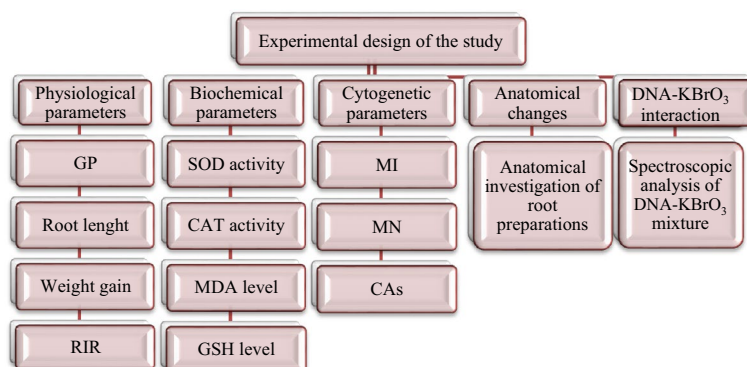 Experimental design of the study
Physiological
parameters
GP
Root lenght
Weight gain
RIR
Biochemical
parameters
SOD activity
CAT activity
MDA level
GSH level
Cytogenetic
parameters
MI
MN
CAs
Anatomical
changes
Anatomical
investigation of
root
preparations
DNA-KBrO₃
interaction
Spectroscopic
analysis of
DNA-KBrO₃
mixture